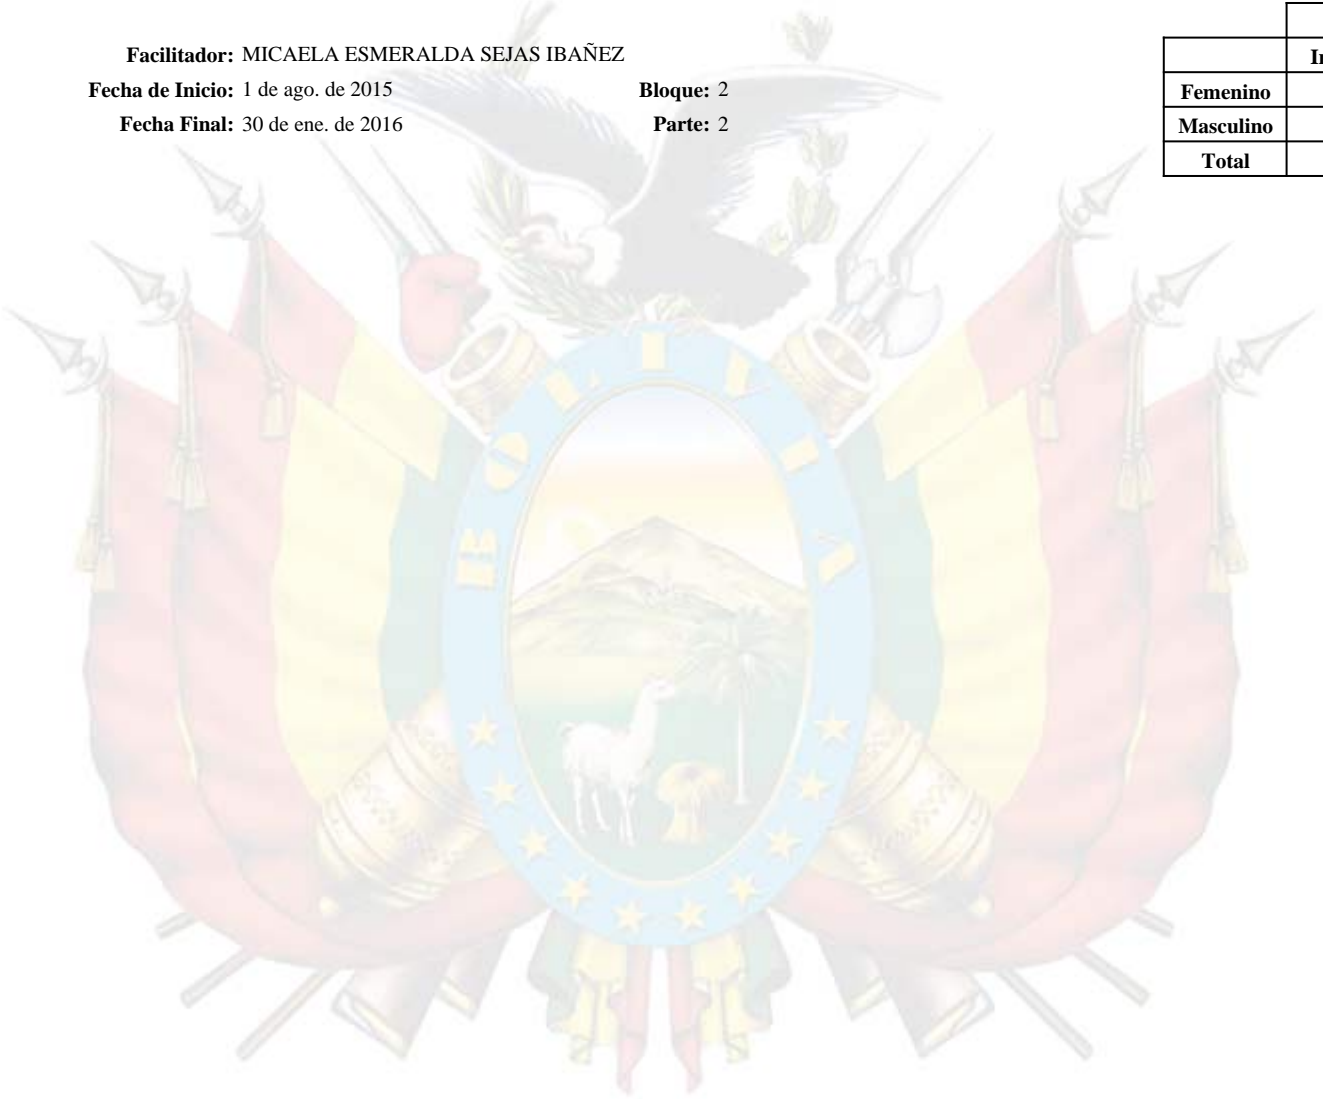 Facilitador: MICAELA ESMERALDA SEJAS IBAÑEZ
Fecha de Inicio: 1 de ago. de 2015 Bloque: 2
Fecha Final: 30 de ene. de 2016 Parte: 2
Femenino
Masculino
Total
BOLIVIA